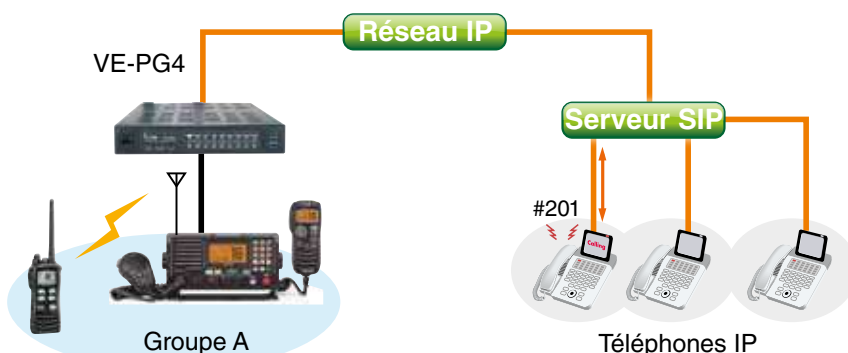 Réseau IP
VE-PG4
Serveur SIP
#201
Calling
Groupe A
Téléphones IP